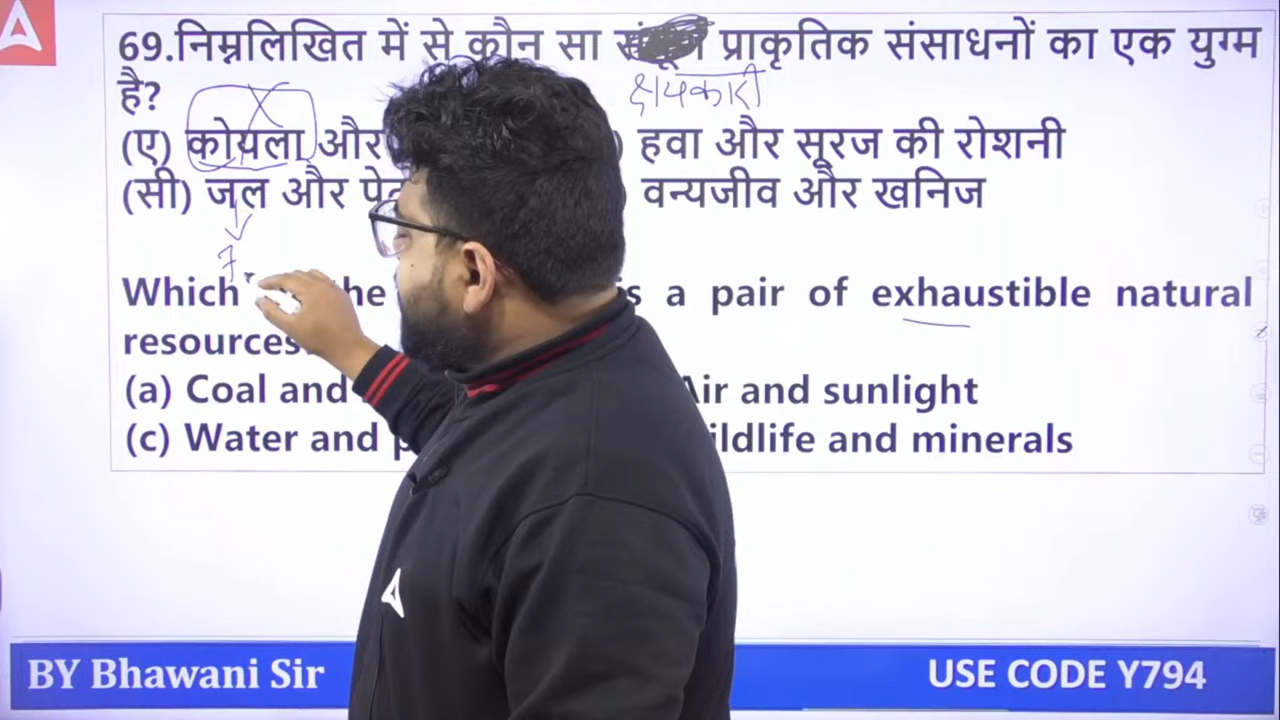 69.निम्नलिखित में से कौन सा प्राकृतिक संसाधनों का एक युग्म
क्षयकारी
है?
(ए) कोयला और ) हवा और सूरज की रोशनी
(सी) जल और वन्यजीव और खनिज
Which the s a pair of exhaustible natural
resources
(a) Coal and Air and sunlight
(c) Water and ildlife and minerals
BY Bhawani Sir
USE CODE Y794